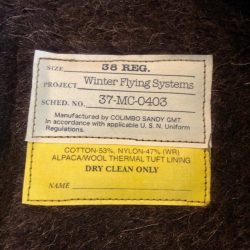 SIZE 38 REG.
PROJECT Winter Flying Systems
SCHED. NO. 37-MC-0403
Manufactured by COLIMBO SANDY GMT.
In accordance with applicable U. S. N. Uniform
Regulations.
COTTON-53%, NYLON-47% (WR)
ALPACA/WOOL THERMAL TUFT LINING
DRY CLEAN ONLY
NAME